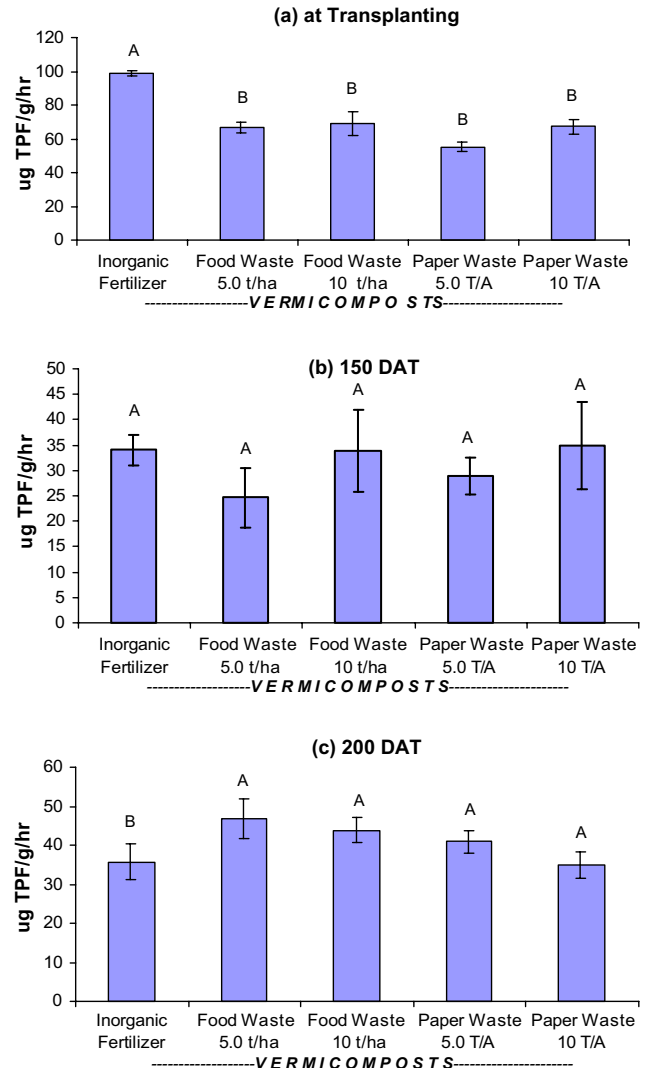 (a) at Transplanting
ug TPF/g/hr
120
100
80
60
40
20
0
A
B
B
B
B
Inorganic Food Waste Food Waste Paper Waste Paper Waste
Fertilizer 5.0 t/ha 10 t/ha 5.0 T/A 10 T/A
-------------------VERMICOMPO STS----------------------
(b) 150 DAT
ug TPF/g/hr
50
45
40
35
30
25
20
15
10
5
0
A
A
A
A
A
Inorganic Food Waste Food Waste Paper Waste Paper Waste
Fertilizer 5.0 t/ha 10 t/ha 5.0 T/A 10 T/A
-------------------VERMICOMPOSTS----------------------
(c) 200 DAT
ug TPF/g/hr
60
50
40
30
20
10
0
B
A
A
A
A
Inorganic Food Waste Food Waste Paper Waste Paper Waste
Fertilizer 5.0 t/ha 10 t/ha 5.0 T/A 10 T/A
-------------------VERMICOMPOSTS----------------------